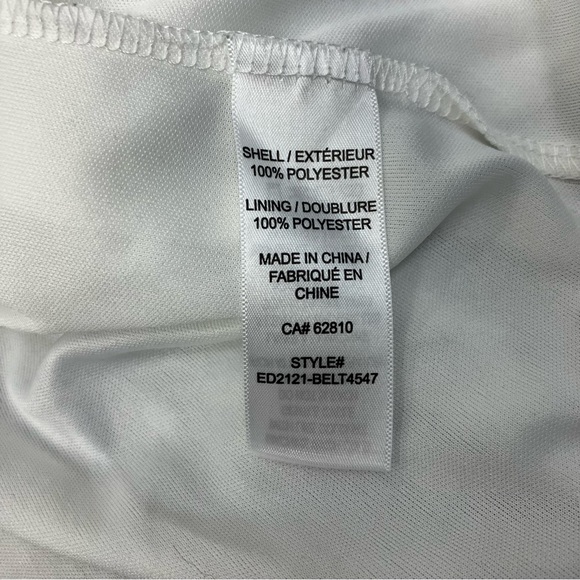 SHELL / EXTÉRIEUR
100% POLYESTER
LINING / DOUBLURE
100% POLYESTER
MADE IN CHINA /
FABRIQUÉ EN
CHINE
CA# 62810
STYLE#
ED2121-BELT4547